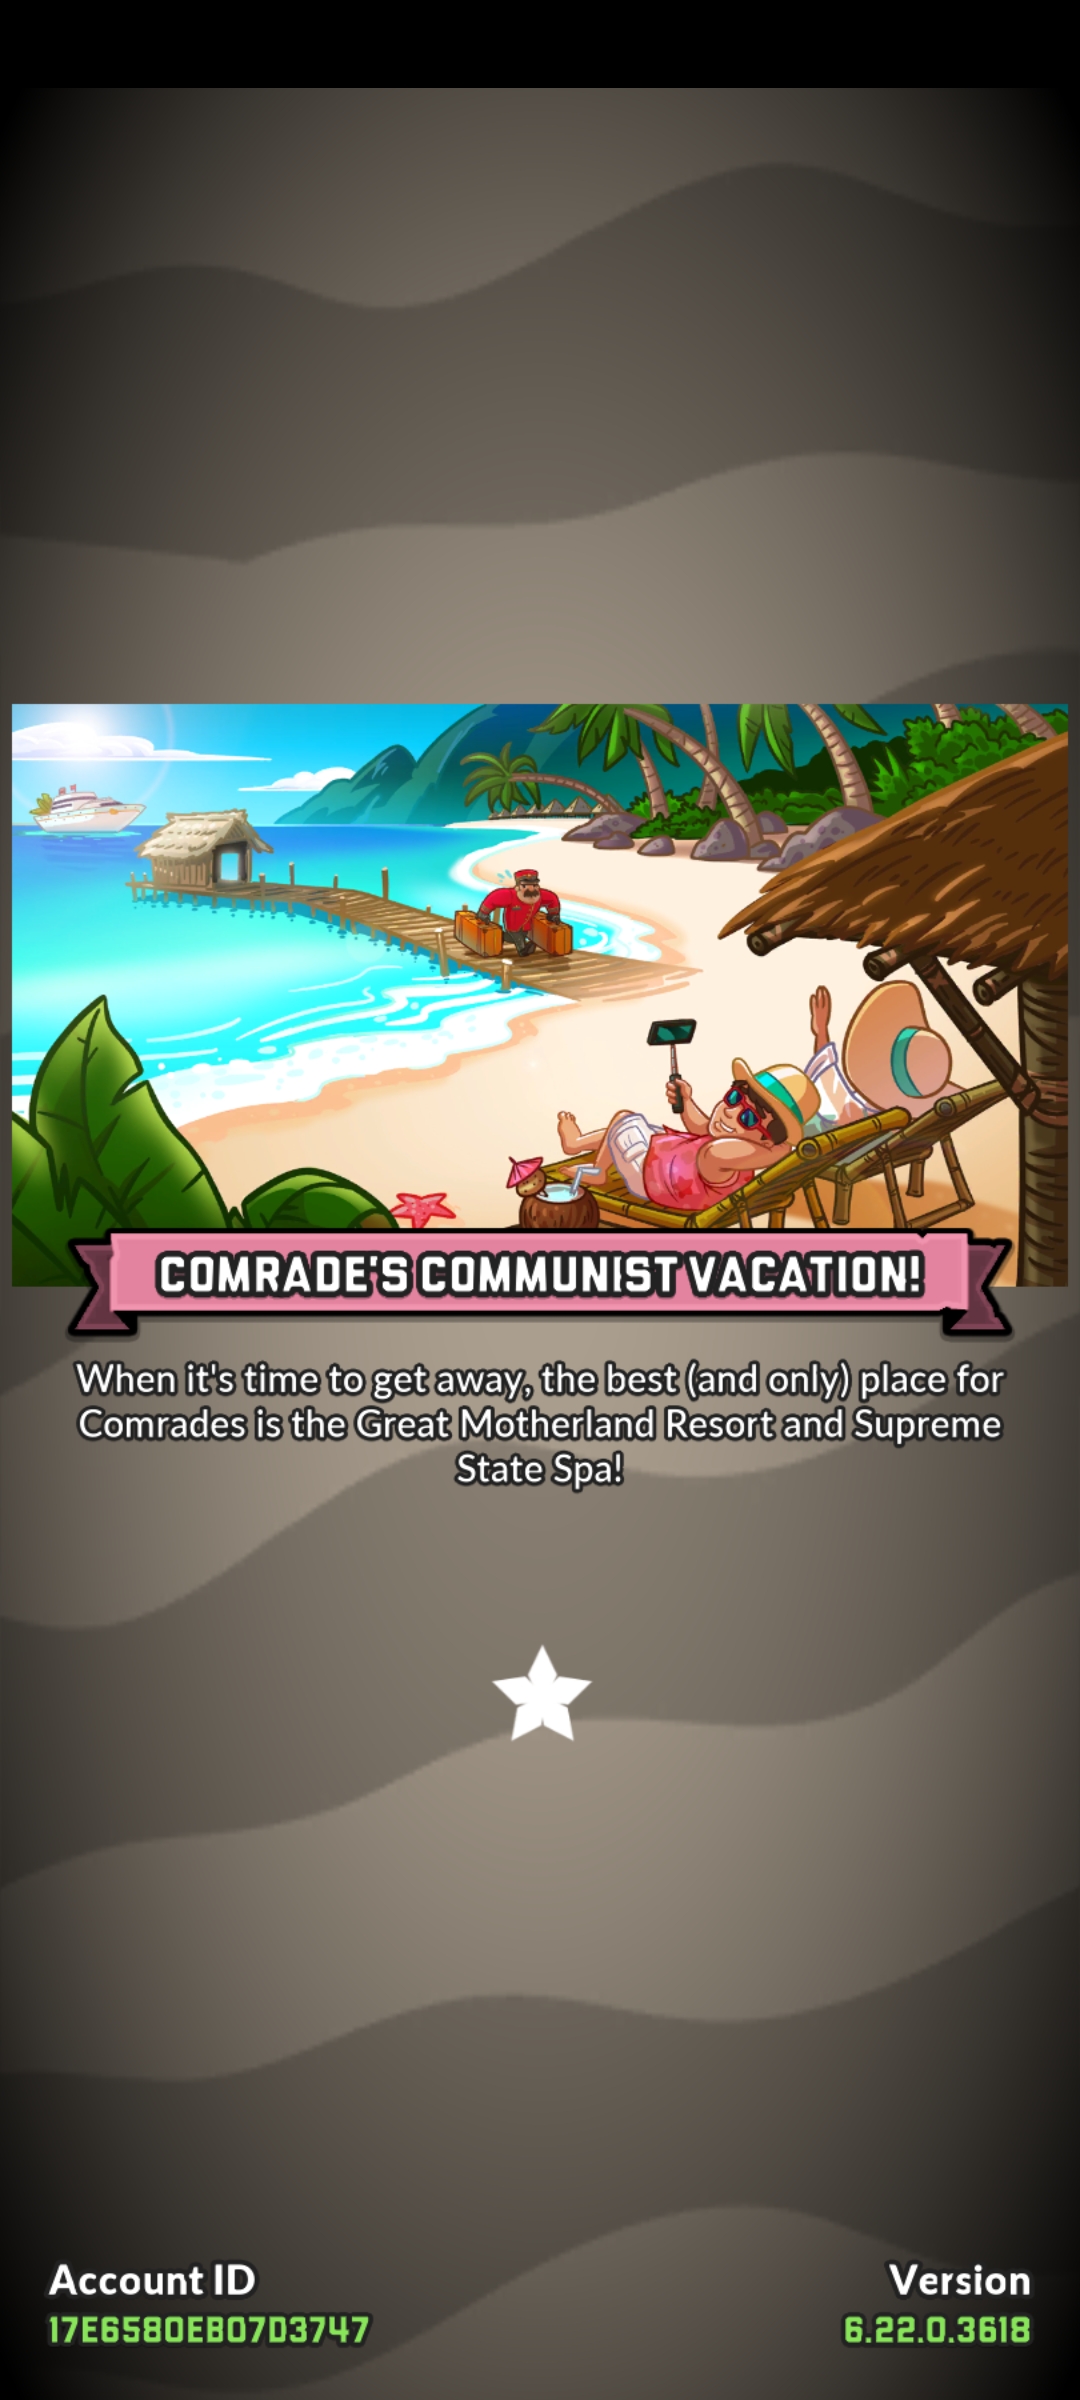 COMRADE'S COMMUNIST VACATION!
When it's time to get away, the best (and only) place for
Comrades is the Great Motherland Resort and Supreme
State Spa!
Account ID
Version
17E6580EB07D3747
6.22.0.3618